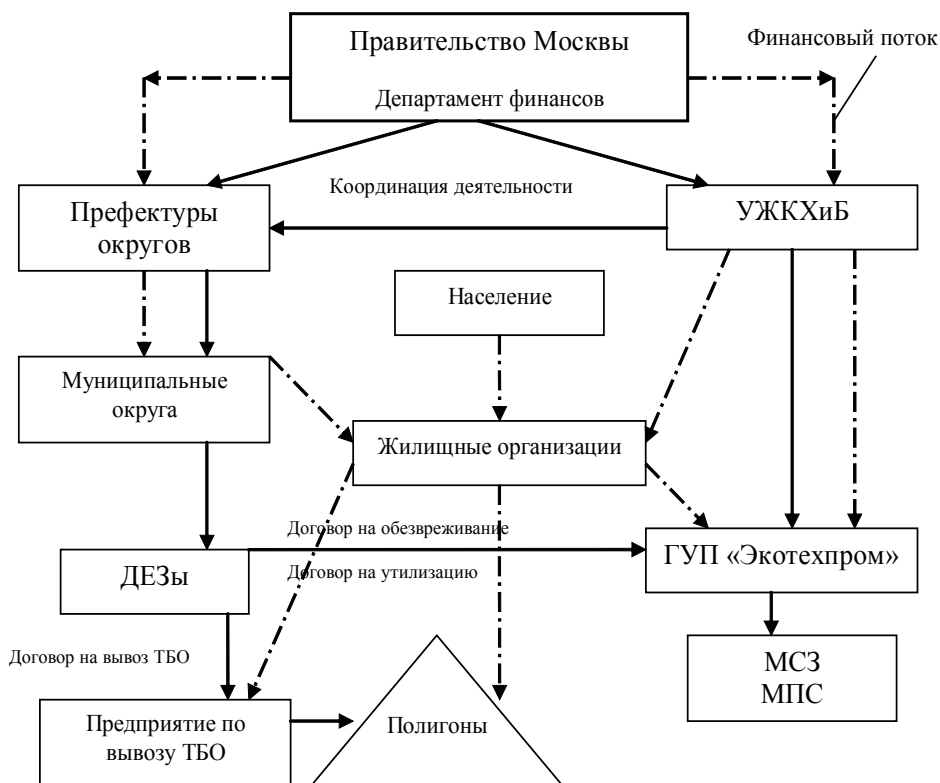 Правительство Москвы
Финансовый поток
Департамент финансов
Координация деятельности
Префектуры
округов
УЖКХиБ
Население
Муниципальные
округа
Жилищные организации
Договор на обезвреживание
ДЕЗы
ГУП «Экотехпром»
Договор на утилизацию
Договор на вывоз ТБО
МСЗ
МПС
Предприятие по
вывозу ТБО
Полигоны